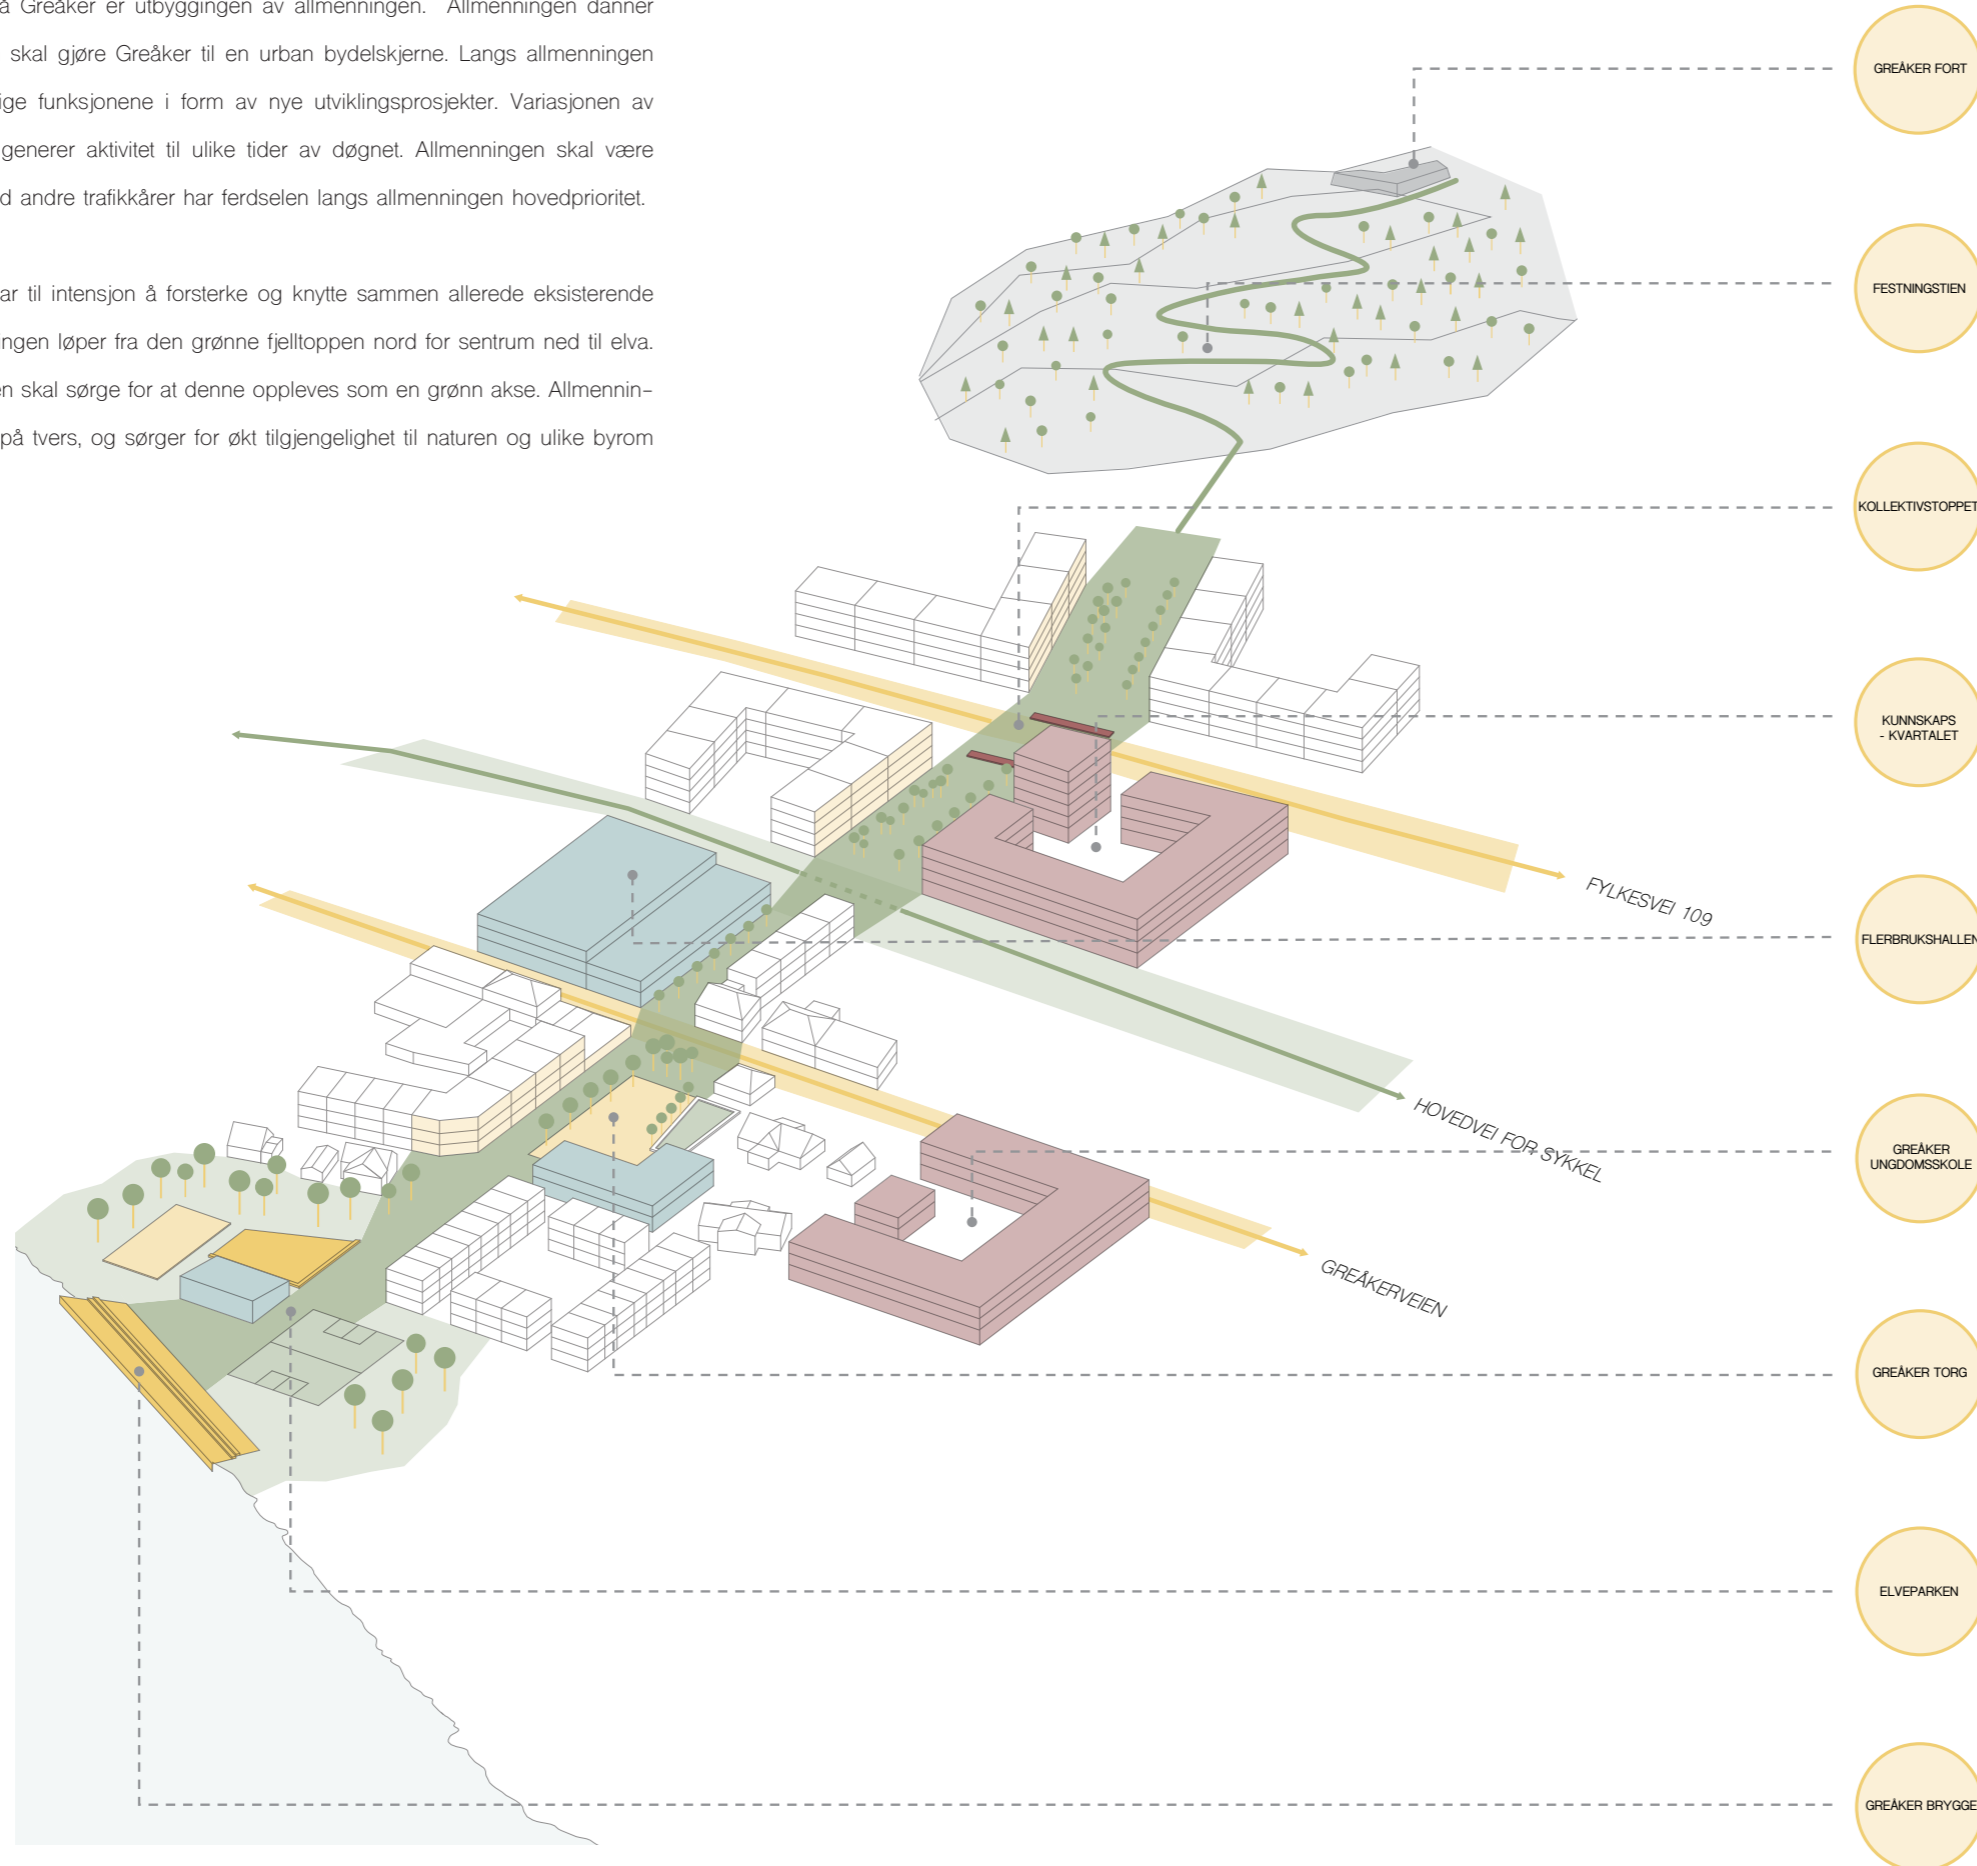 å Greåker er utbyggingen av allmenningen. Allmenningen danner
skal gjøre Greåker til en urban bydelskjerne. Langs allmenningen
ige funksjonene i form av nye utviklingsprosjekter. Variasjonen av
generer aktivitet til ulike tider av døgnet. Allmenningen skal være
d andre trafikkårer har ferdselen langs allmenningen hovedprioritet.
ar til intensjon å forsterke og knytte sammen allerede eksisterende
ingen løper fra den grønne fjelltoppen nord for sentrum ned til elva.
en skal sørge for at denne oppleves som en grønn akse. Allmennin-
på tvers, og sørger for økt tilgjengelighet til naturen og ulike byrom
GREÅKER FORT
FESTNINGSTIEN
KOLLEKTIVSTOPPET
KUNNSKAPS
- KVARTALET
FYLKESVEI 109
FLERBRUKSHALLEN
HOVEDVEI FOR SYKKEL
GREÅKER
UNGDOMSSKOLE
GREÅKERVEIEN
GREÅKER TORG
ELVEPARKEN
GREÅKER BRYGGE